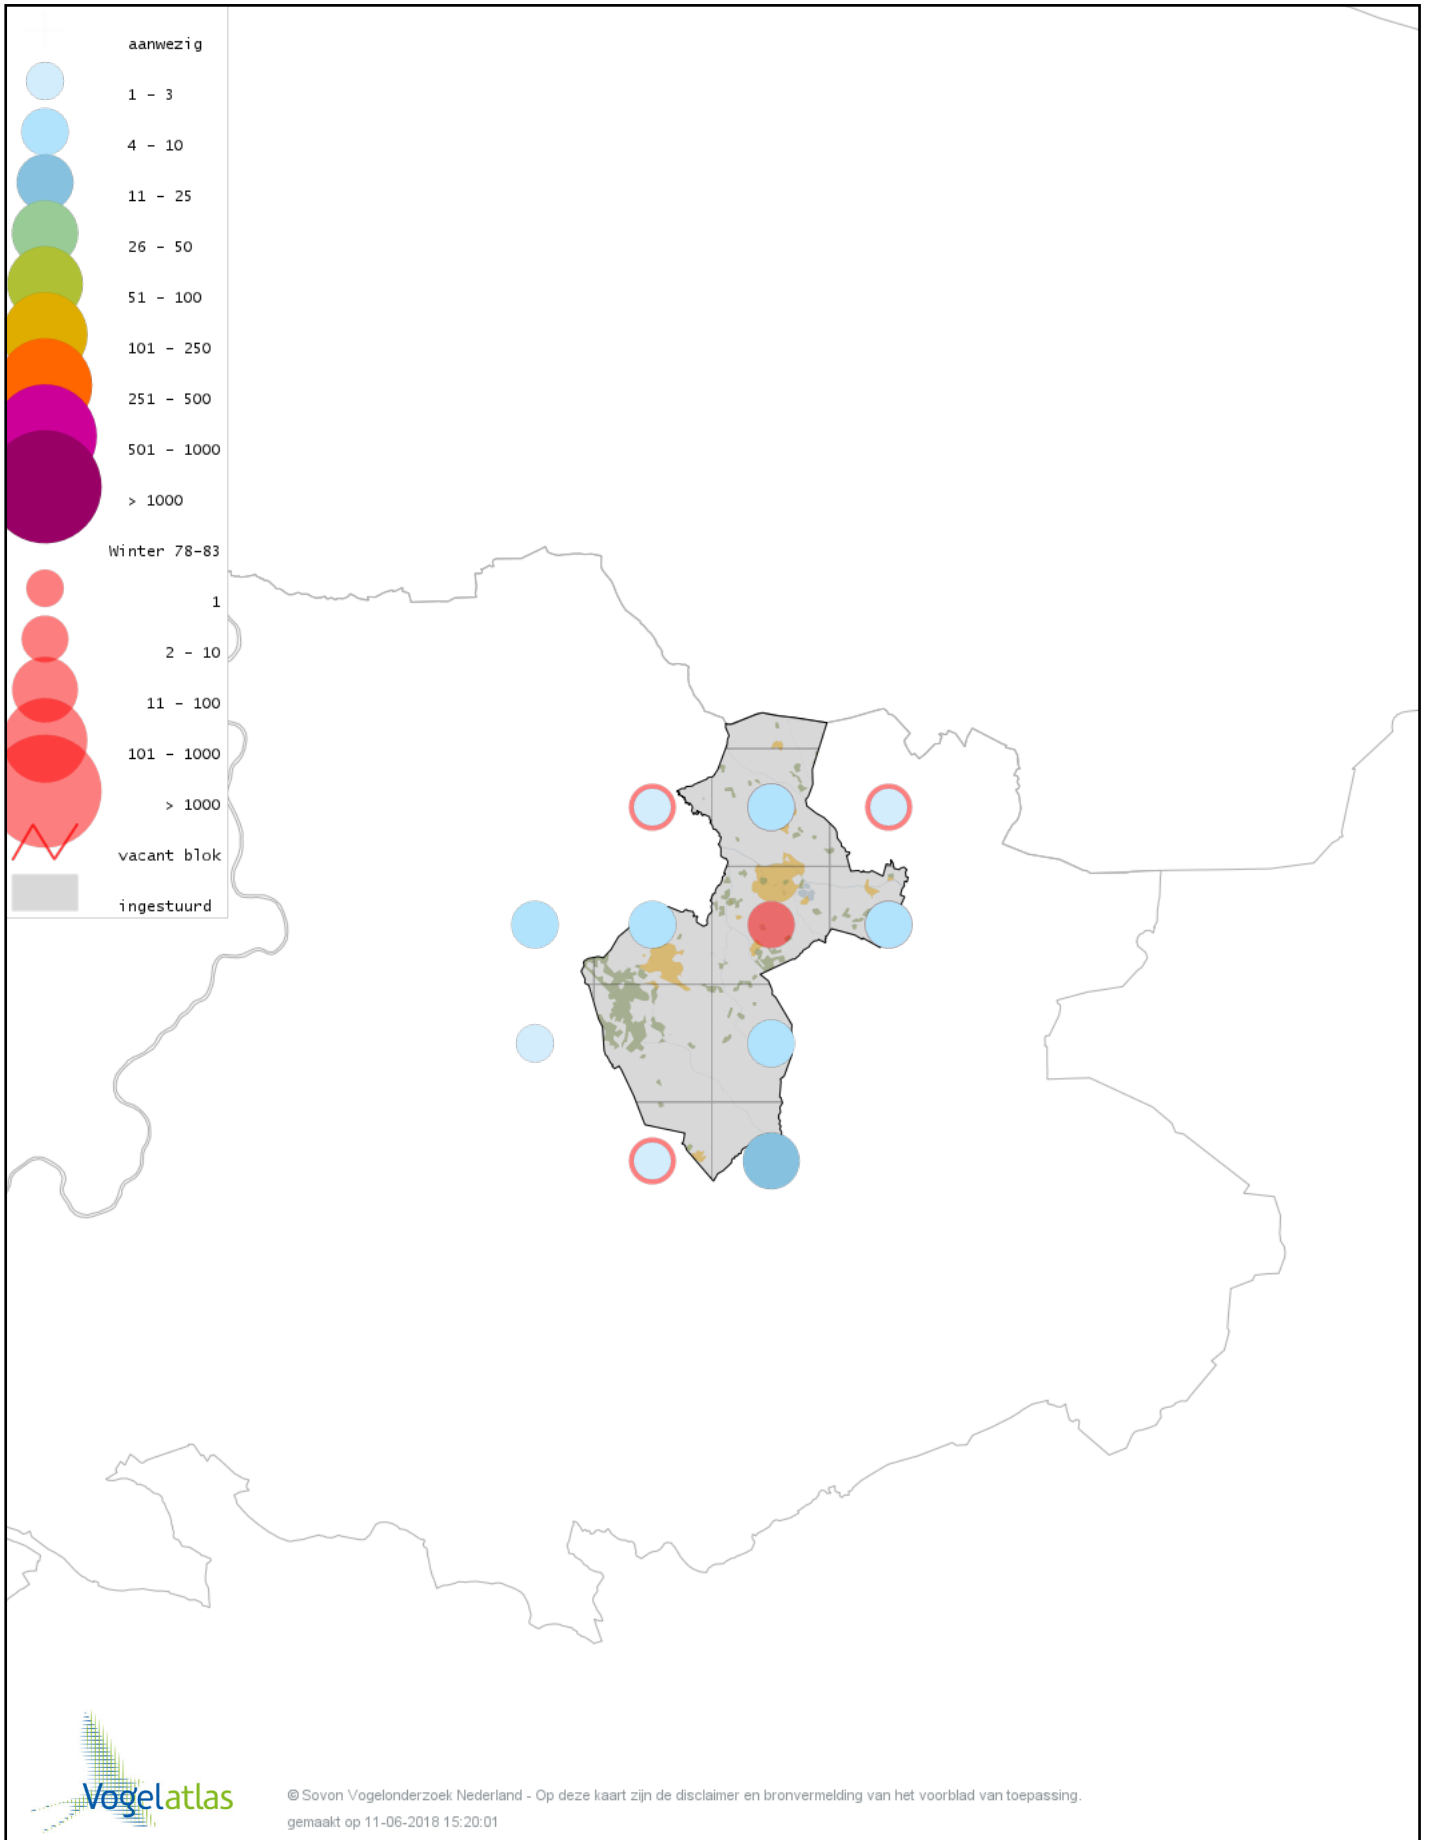 aanwezig
1 - 3
4 - 10
11 - 25
26 - 50
51 - 100
101 - 250
251 - 500
501 - 1000
> 1000
Winter 78-83
1
2 - 10
11 - 100
101 - 1000
> 1000
vacant blok
ingestuurd
Vogelatlas
© Sovon Vogelonderzoek Nederland - Op deze kaart zijn de disclaimer en bronvermelding van het voorblad van toepassing.
gemaakt op 11-06-2018 15:20:01